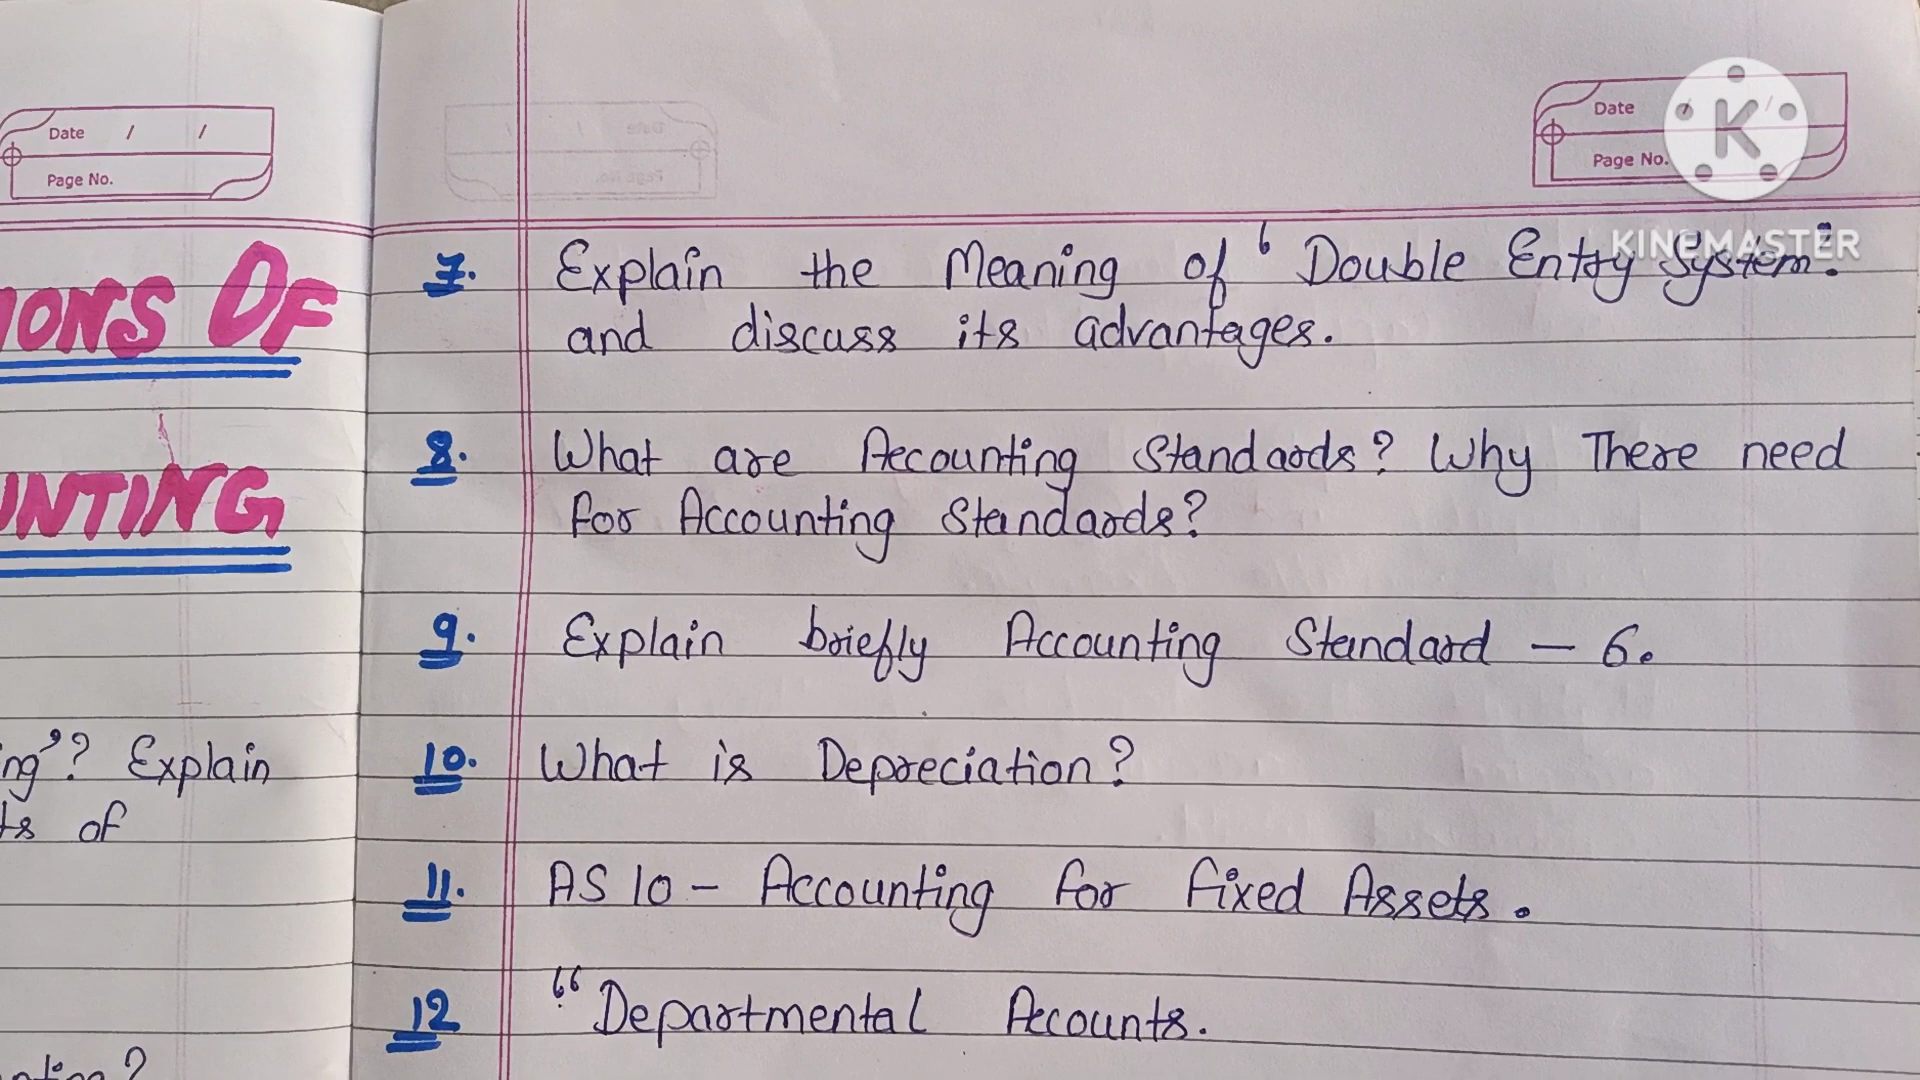 Date / /
Page No.
IONS OF
UNTING
ng'? Explain
ts of
nting?
Date / /
Page No.
K
KINEMASTER
7. Explain the Meaning of ' Double Entry System.'
and discuss its advantages.
8. What are Accounting Standards? Why There need
for Accounting Standards?
9. Explain briefly Accounting Standard – 6.
10. What is Depreciation?
11. AS 10 – Accounting for Fixed Assets.
12 “Departmental Accounts.